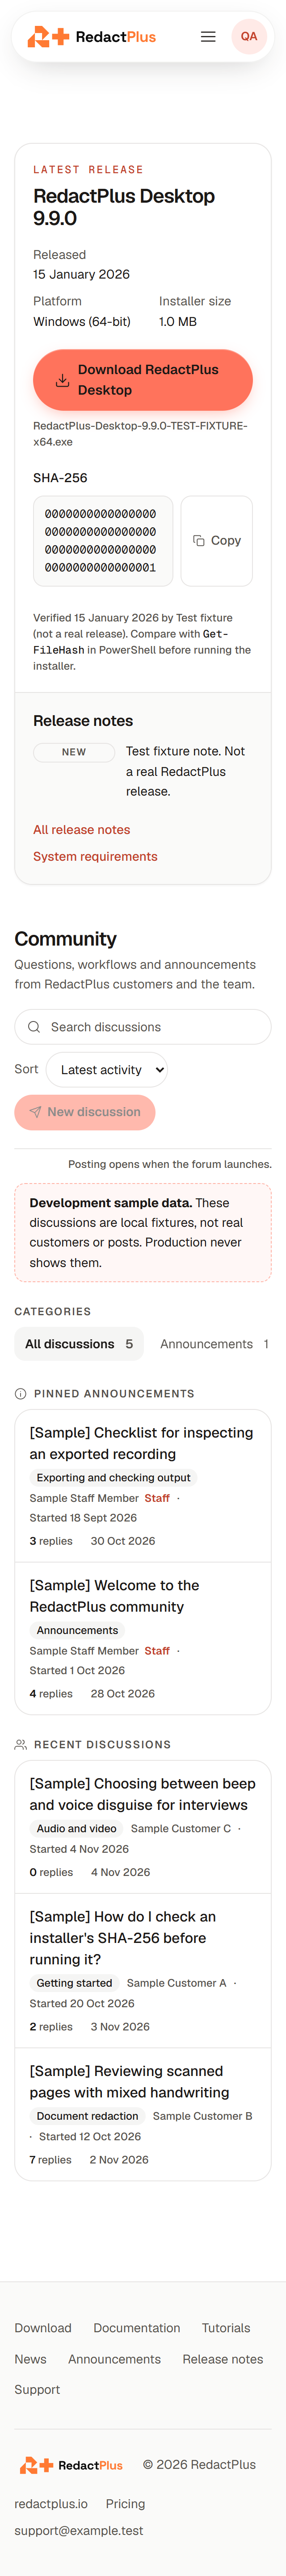 RedactPlus
QA
LATEST RELEASE
RedactPlus Desktop
9.9.0
Released
15 January 2026
Platform
Installer size
Windows (64-bit)
1.0 MB
Download RedactPlus
Desktop
RedactPlus-Desktop-9.9.0-TEST-FIXTURE-
x64.exe
SHA-256
0000000000000000
0000000000000000
0000000000000000
0000000000000001
Copy
Verified 15 January 2026 by Test fixture
(not a real release). Compare with Get-
FileHash in PowerShell before running the
installer.
Release notes
NEW
Test fixture note. Not
a real RedactPlus
release.
All release notes
System requirements
Community
Questions, workflows and announcements
from RedactPlus customers and the team.
Search discussions
Sort
Latest activity
New discussion
Posting opens when the forum launches.
Development sample data. These
discussions are local fixtures, not real
customers or posts. Production never
shows them.
CATEGORIES
All discussions 5
Announcements 1
PINNED ANNOUNCEMENTS
[Sample] Checklist for inspecting
an exported recording
Exporting and checking output
Sample Staff Member Staff ·
Started 18 Sept 2026
3 replies 30 Oct 2026
[Sample] Welcome to the
RedactPlus community
Announcements
Sample Staff Member Staff ·
Started 1 Oct 2026
4 replies 28 Oct 2026
RECENT DISCUSSIONS
[Sample] Choosing between beep
and voice disguise for interviews
Audio and video Sample Customer C ·
Started 4 Nov 2026
0 replies 4 Nov 2026
[Sample] How do I check an
installer's SHA-256 before
running it?
Getting started Sample Customer A ·
Started 20 Oct 2026
2 replies 3 Nov 2026
[Sample] Reviewing scanned
pages with mixed handwriting
Document redaction Sample Customer B
· Started 12 Oct 2026
7 replies 2 Nov 2026
Download Documentation Tutorials
News Announcements Release notes
Support
RedactPlus © 2026 RedactPlus
redactplus.io Pricing
support@example.test